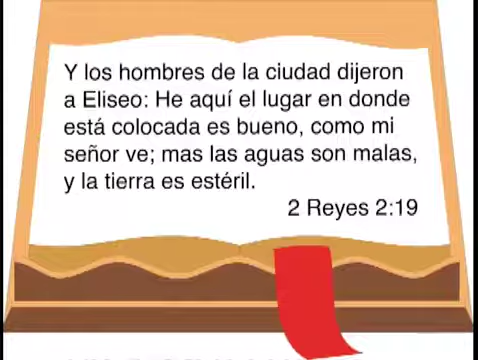 Y los hombres de la ciudad dijeron
a Eliseo: He aquí el lugar en donde
está colocada es bueno, como mi
señor ve; mas las aguas son malas,
y la tierra es estéril.
2 Reyes 2:19